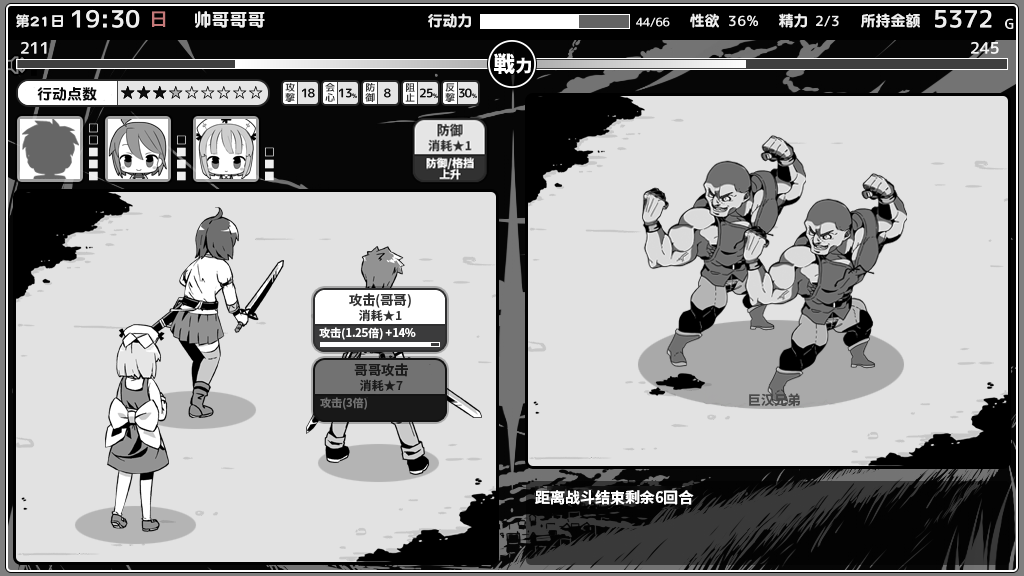 第21日 19:30 日 帅哥哥哥 行动力 44/66 性欲 36% 精力 2/3 所持金额 5372 G
211 戦力 245
行动点数 ★★★☆☆☆☆☆☆
攻击 18 会心 13% 防御 8 阻止 25% 反撃 30%
防御
消耗★1
防御/格挡
上升
攻击(哥哥)
消耗★1
攻击(1.25倍) +14%
哥哥攻击
消耗★7
攻击(3倍)
巨汉兄弟
距离战斗结束剩余6回合